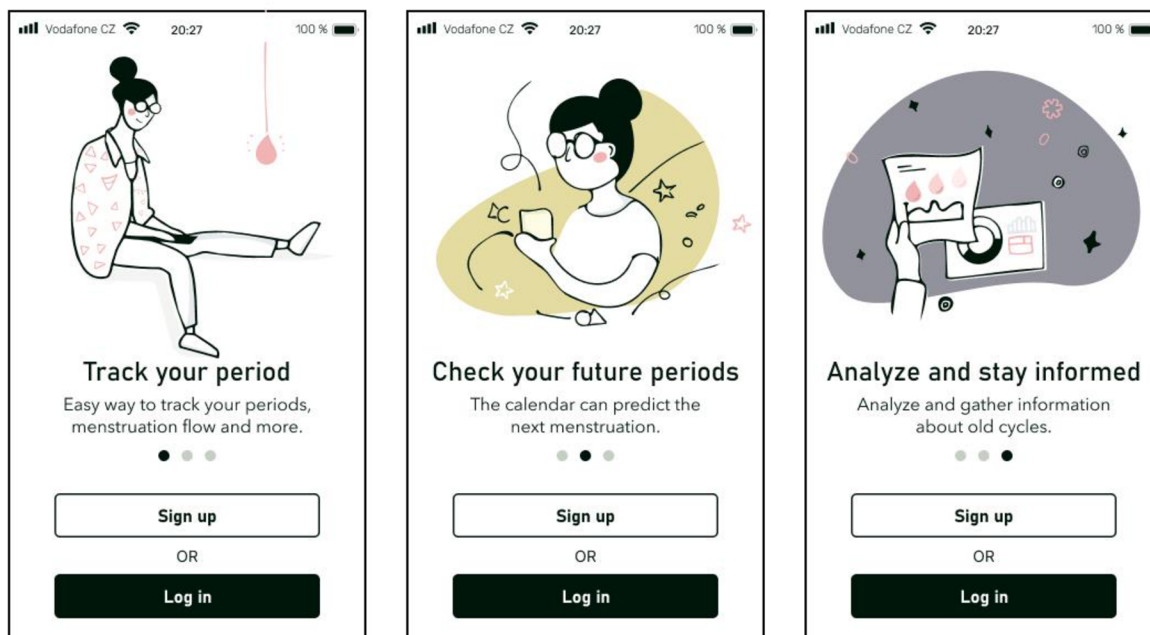 Vodafone CZ 20:27 100 %
Track your period
Easy way to track your periods,
menstruation flow and more.
Sign up
OR
Log in
Vodafone CZ 20:27 100 %
Check your future periods
The calendar can predict the
next menstruation.
Sign up
OR
Log in
Vodafone CZ 20:27 100 %
Analyze and stay informed
Analyze and gather information
about old cycles.
Sign up
OR
Log in